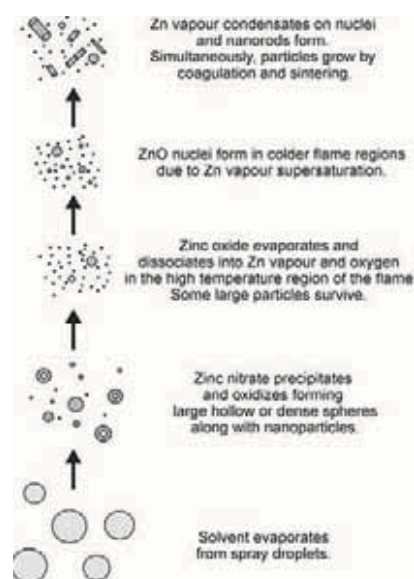 Zn vapour condensates on nuclei
and nanorods form.
Simultaneously, particles grow by
coagulation and sintering.
ZnO nuclei form in colder flame regions
due to Zn vapour supersaturation.
Zinc oxide evaporates and
dissociates into Zn vapour and oxygen
in the high temperature region of the flame
Some large particles survive.
Zinc nitrate precipitates
and oxidizes forming
large hollow or dense spheres
along with nanoparticles.
Solvent evaporates
from spray droplets.